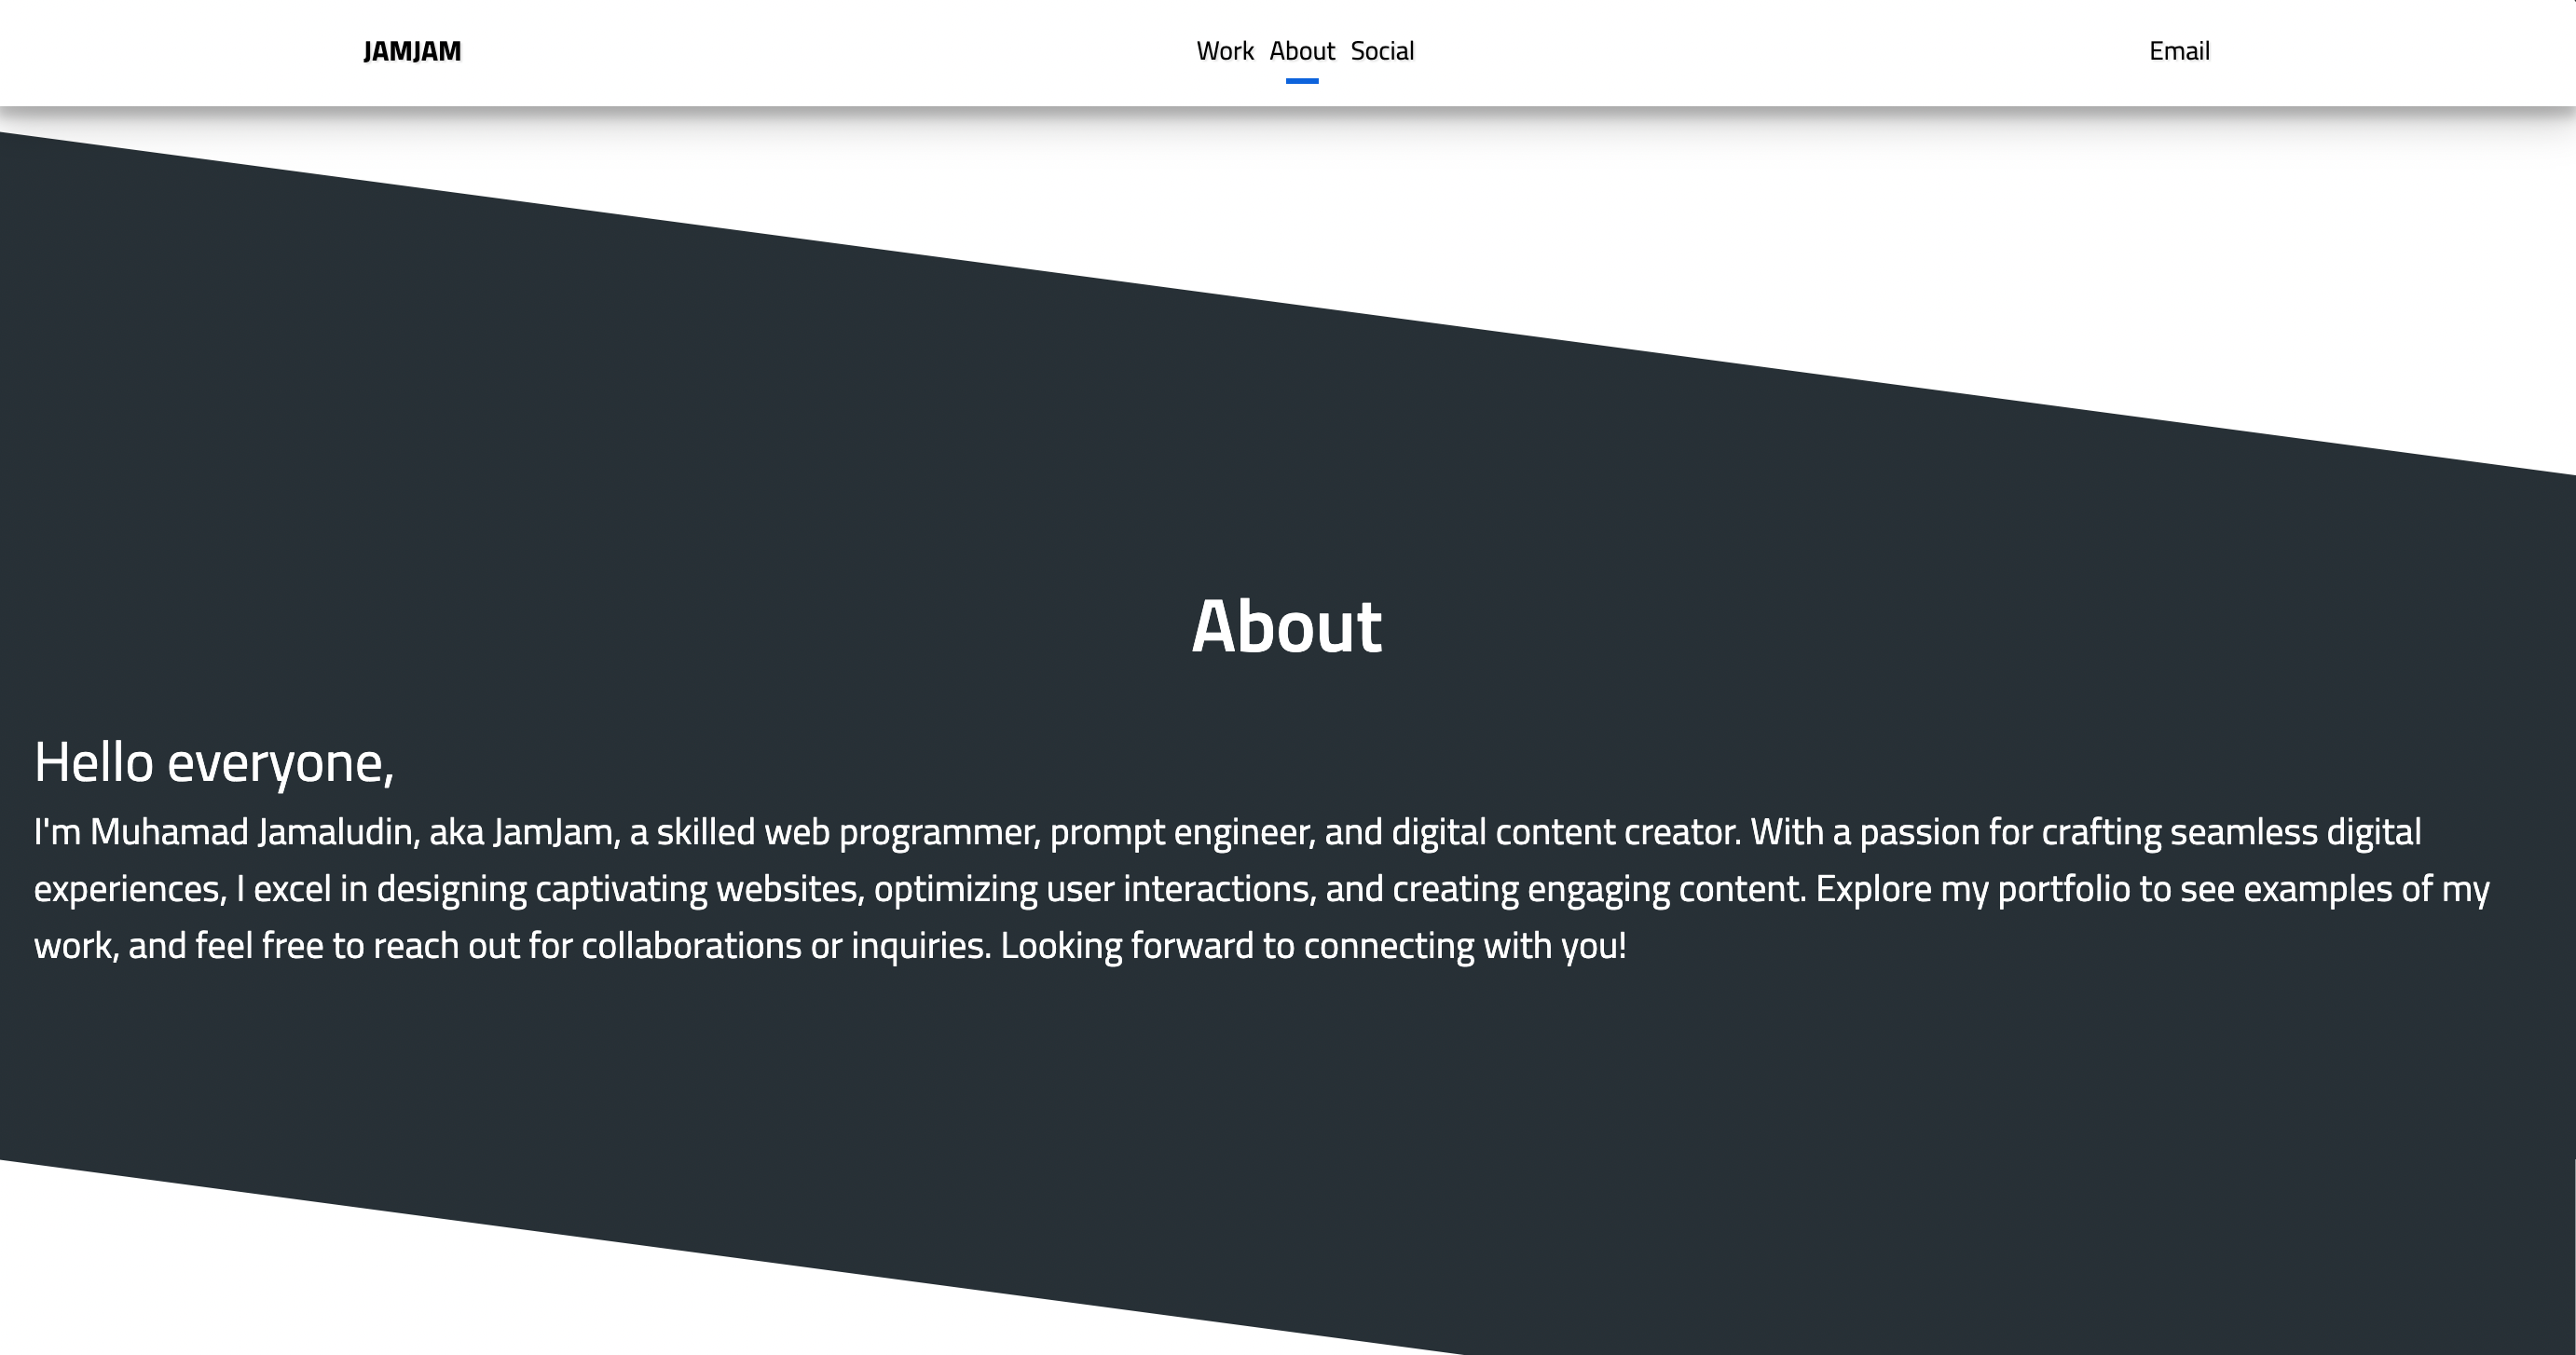 JAMJAM
Work About Social
Email
About
Hello everyone,
I'm Muhamad Jamaludin, aka JamJam, a skilled web programmer, prompt engineer, and digital content creator. With a passion for crafting seamless digital
experiences, I excel in designing captivating websites, optimizing user interactions, and creating engaging content. Explore my portfolio to see examples of my
work, and feel free to reach out for collaborations or inquiries. Looking forward to connecting with you!